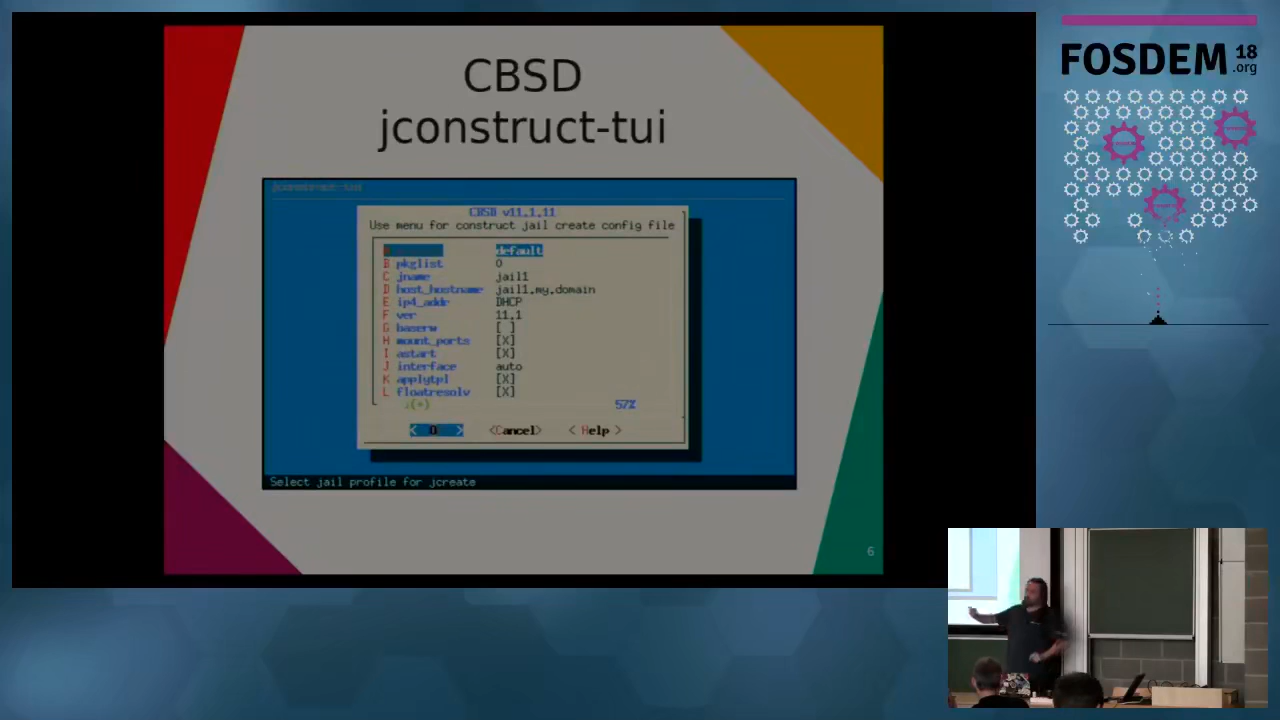 CBSD
jconstruct-tui
jconstruct-tui
CBSD v11.1.11
Use menu for construct jail create config file
default
B pkglist 0
C jname jail1
D host_hostname jail1.my.domain
E ip4_addr DHCP
F ver 11.1
G baserw [ ]
H mount_ports [X]
I astart [X]
J interface auto
K applytpl [X]
L floatresolv [X]
↓(+) 57%
<Cancel> < Help >
Select jail profile for jcreate
6
FOSDEM 18
.org